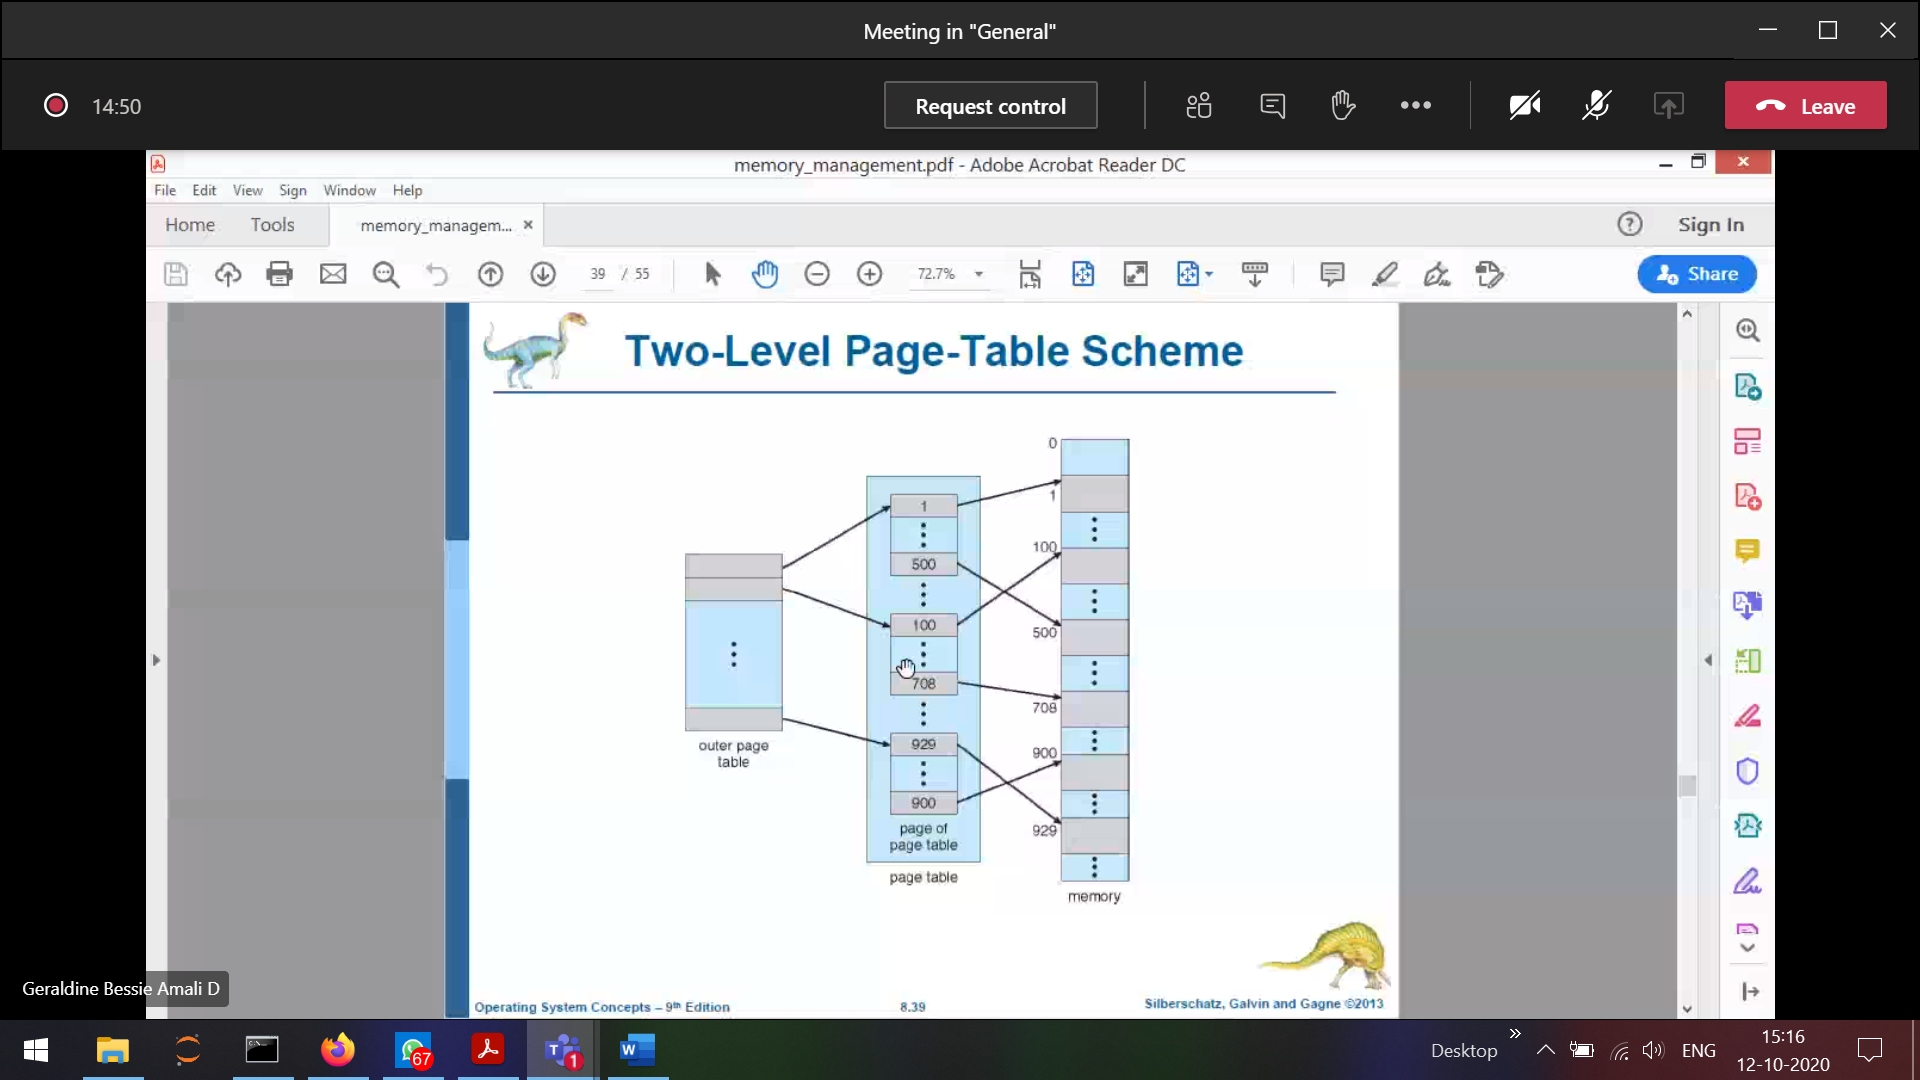 Meeting in "General"
14:50
Request control
Leave
memory_management.pdf - Adobe Acrobat Reader DC
File Edit View Sign Window Help
Home Tools memory_managem... Sign In
39 / 55 72.7% Share
Two-Level Page-Table Scheme
0
1
1
100
500
100
500
708
708
900
929
900
929
outer page
table
page of
page table
page table
memory
Operating System Concepts – 9th Edition
8.39
Silberschatz, Galvin and Gagne ©2013
Geraldine Bessie Amali D
67
T
1
W
Desktop
ENG
15:16
12-10-2020